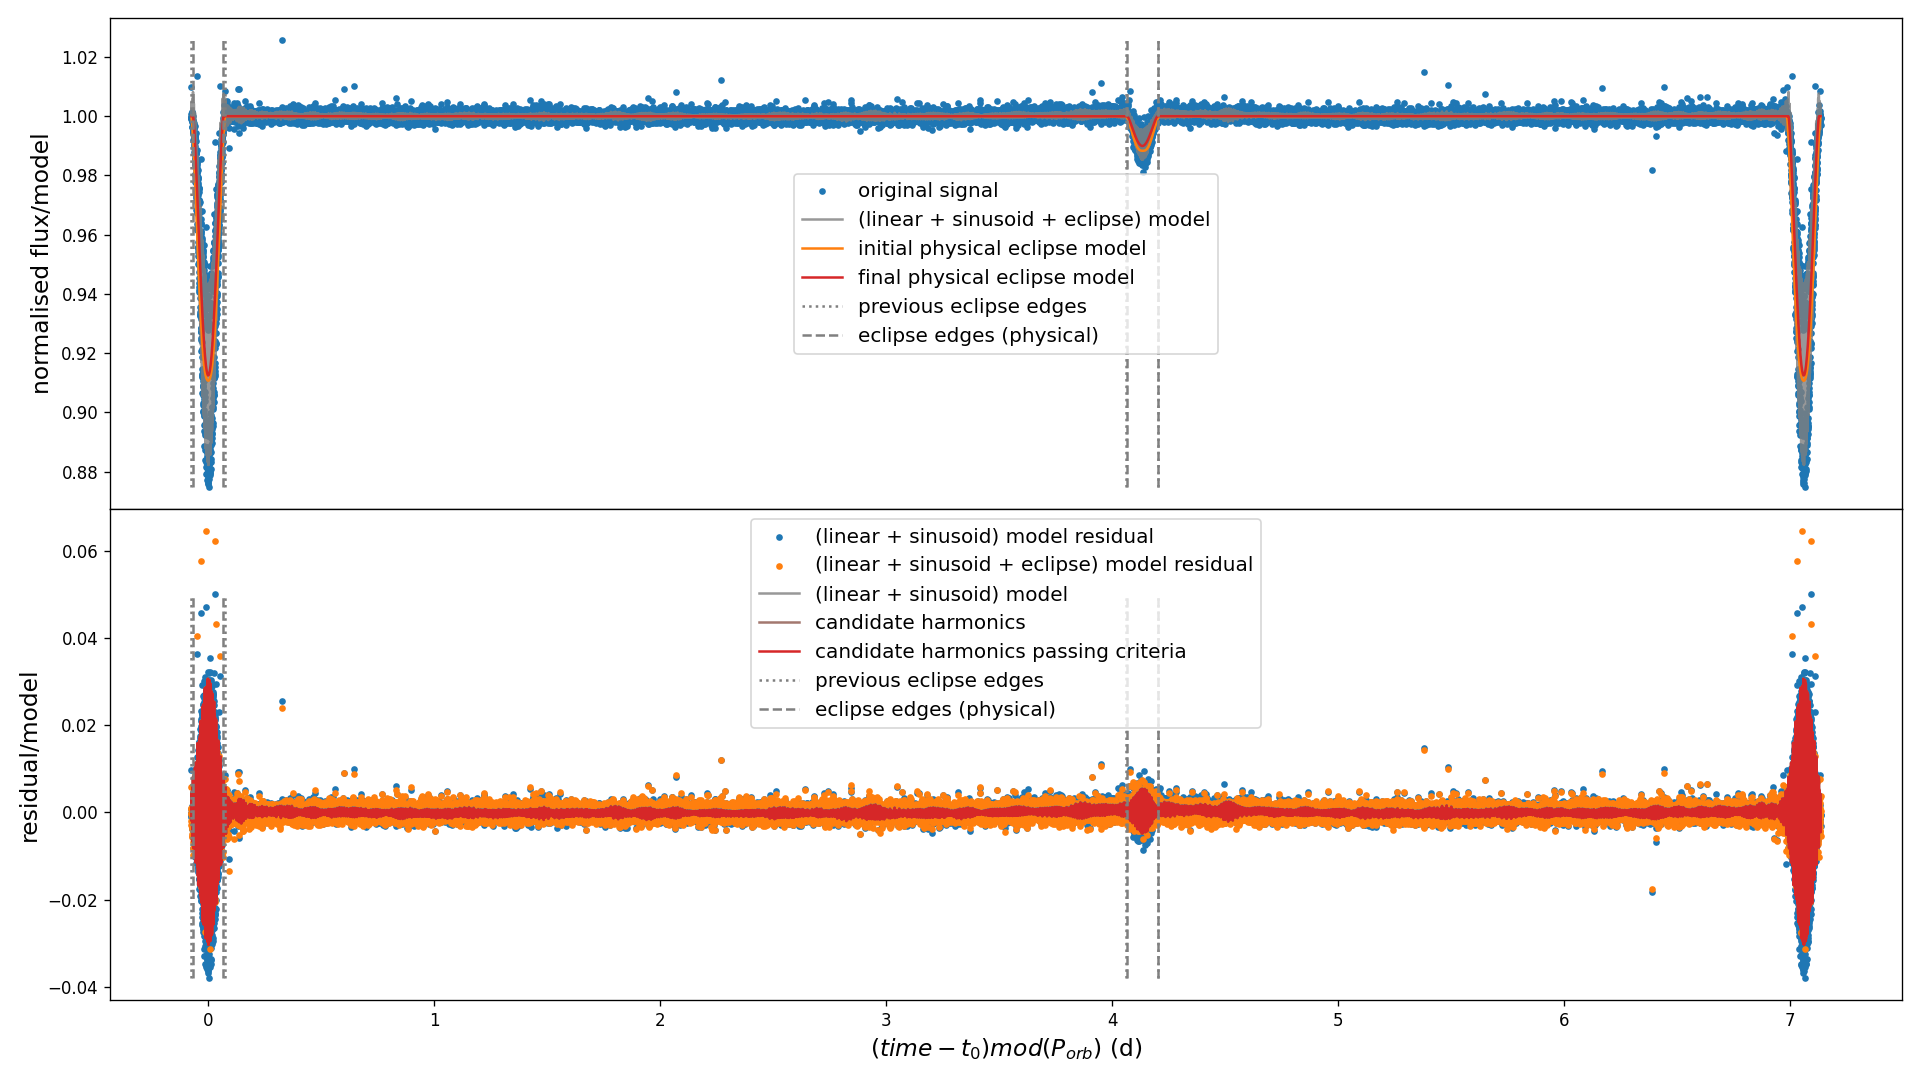 normalised flux/model
1.02
1.00
0.98
0.96
0.94
0.92
0.90
0.88
original signal
(linear + sinusoid + eclipse) model
initial physical eclipse model
final physical eclipse model
previous eclipse edges
eclipse edges (physical)
residual/model
0.06
0.04
0.02
0.00
−0.02
−0.04
(linear + sinusoid) model residual
(linear + sinusoid + eclipse) model residual
(linear + sinusoid) model
candidate harmonics
candidate harmonics passing criteria
previous eclipse edges
eclipse edges (physical)
0 1 2 3 4 5 6 7
(time − t₀)mod(P_orb) (d)